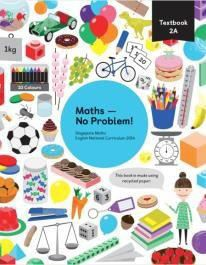 Textbook
2A
1kg
10 Colours
Maths —
No Problem!
Singapore Maths
English National Curriculum 2014
This book is made using
recycled paper!